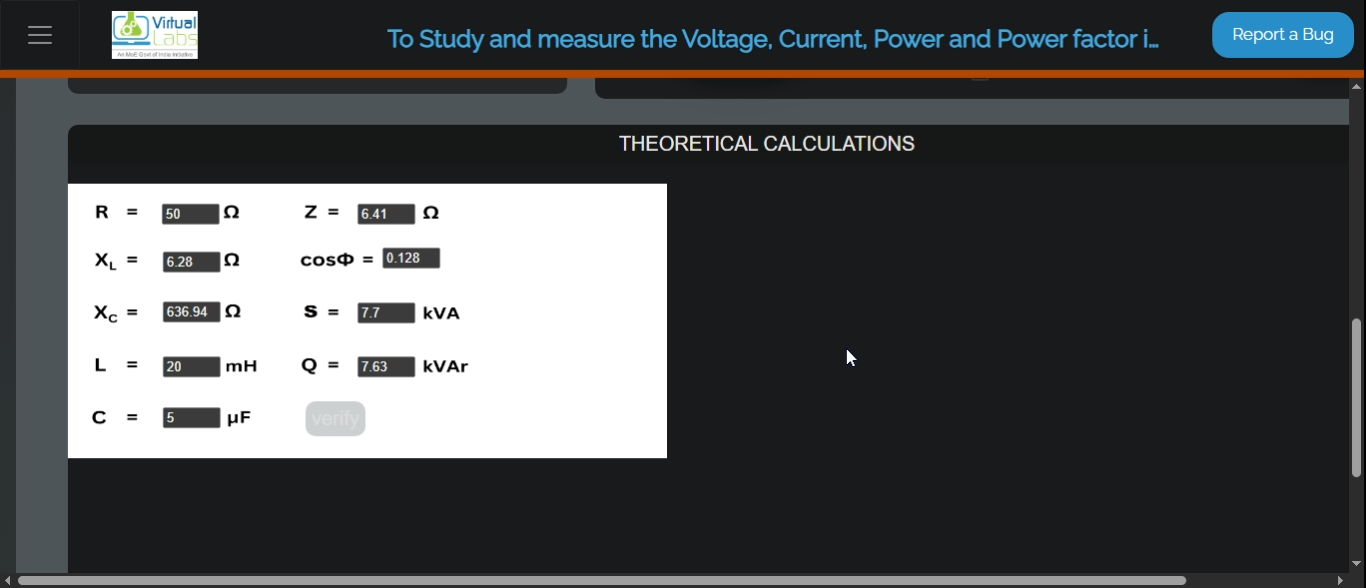 Virtual
Labs
An MoE Govt of India Initiative
To Study and measure the Voltage, Current, Power and Power factor i...
Report a Bug
THEORETICAL CALCULATIONS
R = 50 Ω Z = 6.41 Ω
XL = 6.28 Ω cosΦ = 0.128
XC = 636.94 Ω S = 7.7 kVA
L = 20 mH Q = 7.63 kVAr
C = 5 µF verify